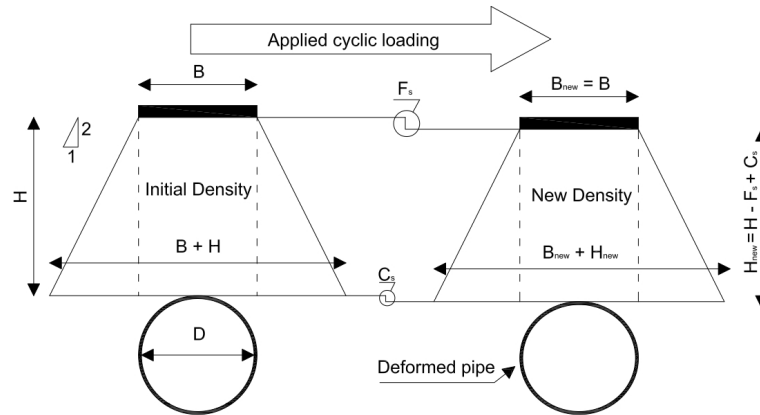 Applied cyclic loading
B
F_s
B_new = B
2
1
H
Initial Density
New Density
H_new = H - F_s + C_s
B + H
B_new + H_new
C_s
D
Deformed pipe